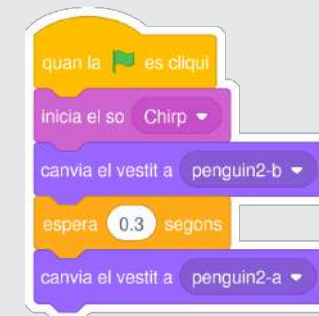 quan la es cliqui
inicia el so Chirp
canvia el vestit a penguin2-b
espera 0.3 segons
canvia el vestit a penguin2-a